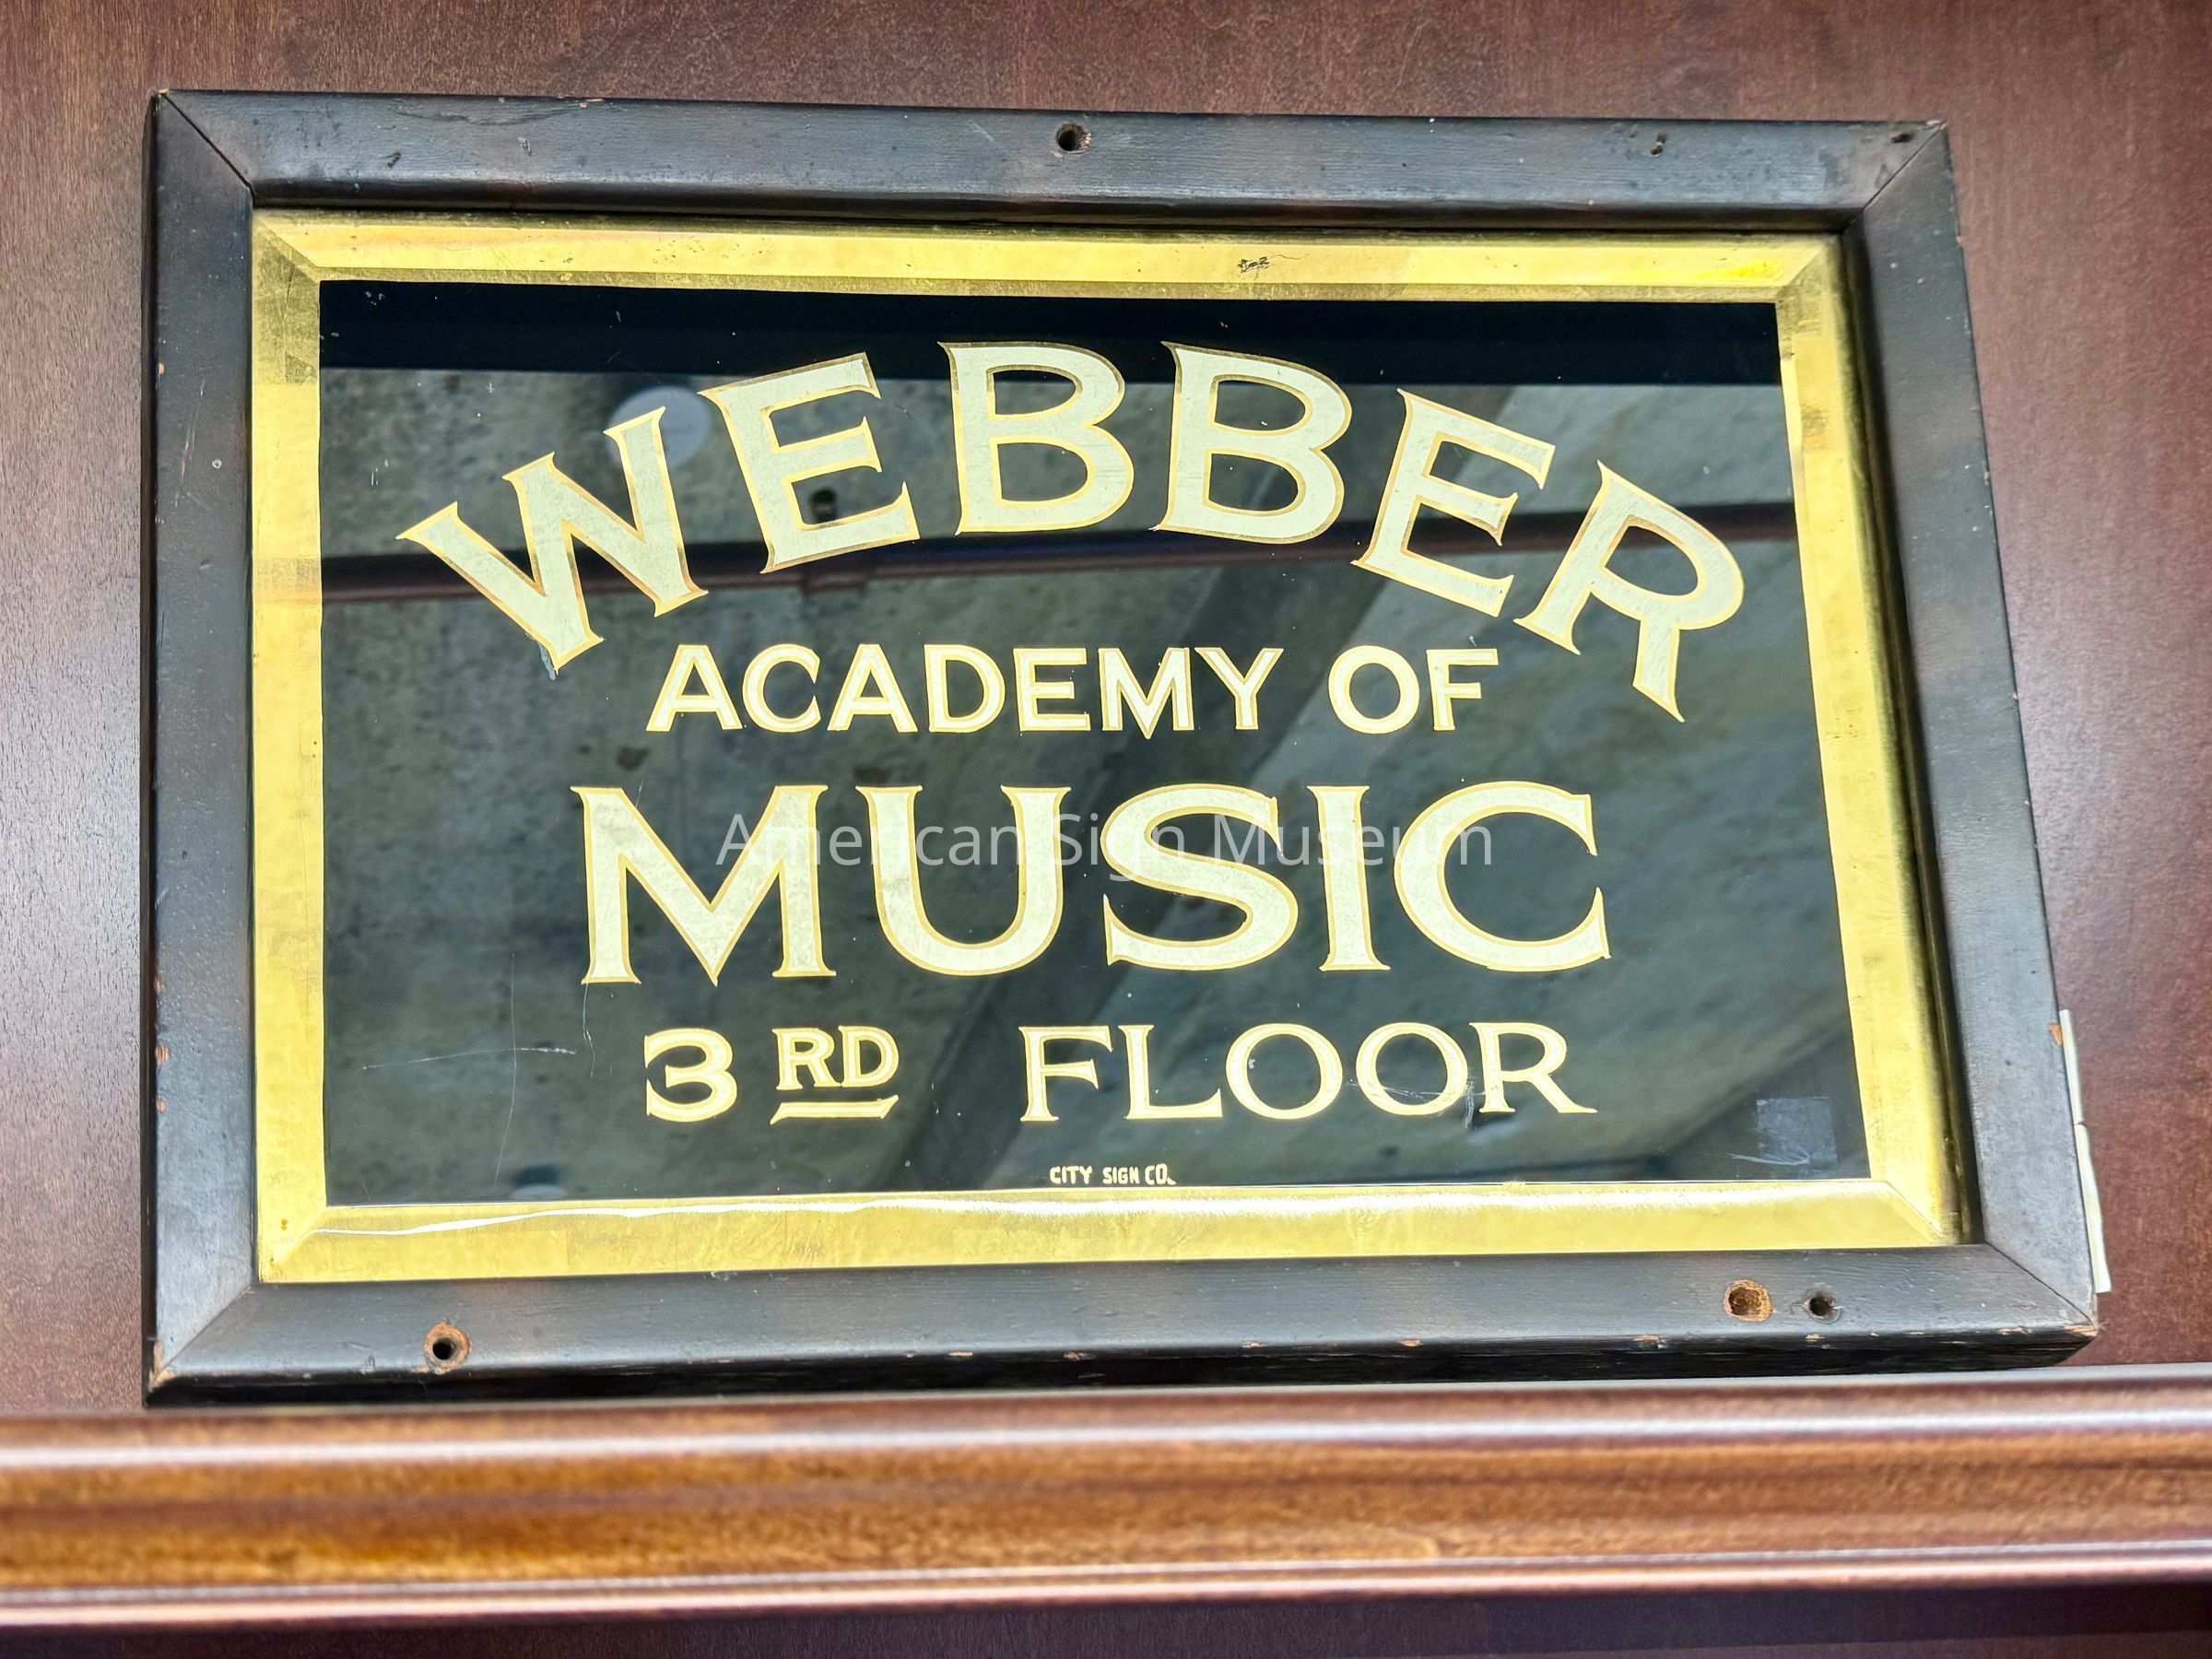 WEBBER
ACADEMY OF
MUSIC
American Sign Museum
3RD FLOOR
CITY SIGN CO.